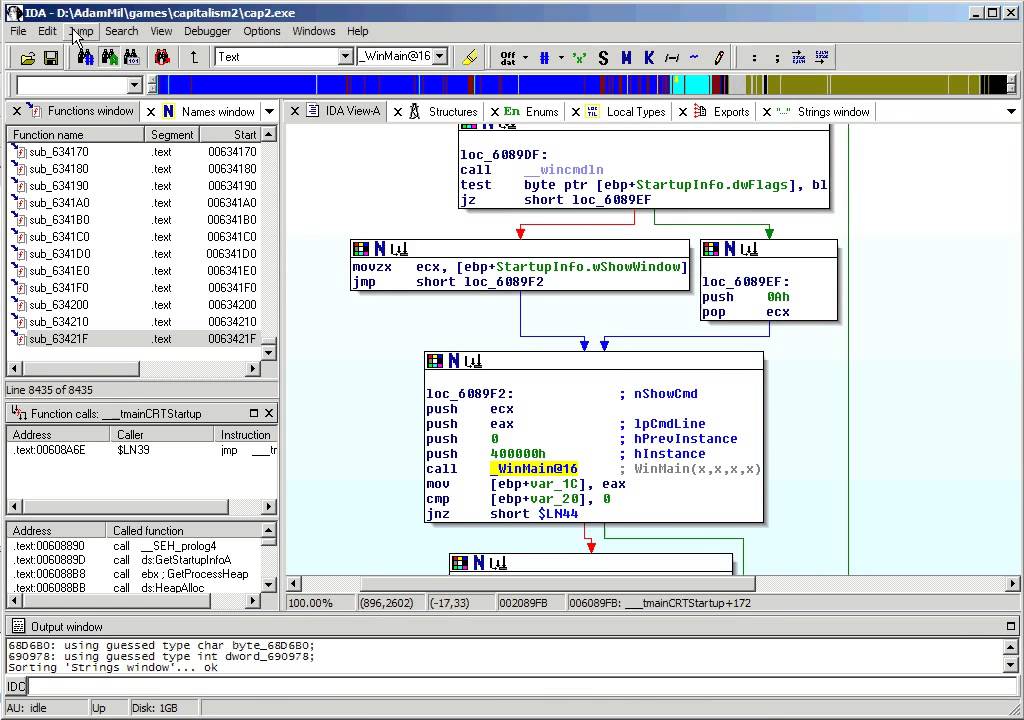 IDA - D:\AdamMil\games\capitalism2\cap2.exe
File Edit Jump Search View Debugger Options Windows Help
Text _WinMain@16 Off dat # 'x' S M K
Functions window Names window
IDA View-A Structures En Enums Local Types Exports "..." Strings window
Function name Segment Start
sub_634170 .text 00634170
sub_634180 .text 00634180
sub_634190 .text 00634190
sub_6341A0 .text 006341A0
sub_6341B0 .text 006341B0
sub_6341C0 .text 006341C0
sub_6341D0 .text 006341D0
sub_6341E0 .text 006341E0
sub_6341F0 .text 006341F0
sub_634200 .text 00634200
sub_634210 .text 00634210
sub_63421F .text 0063421F
Line 8435 of 8435
Function calls: ___tmainCRTStartup
Address Caller Instruction
.text:00608A6E $LN39 jmp ___tr
Address Called function
.text:00608890 call __SEH_prolog4
.text:0060889D call ds:GetStartupInfoA
.text:006088B8 call ebx ; GetProcessHeap
.text:006088BB call ds:HeapAlloc
loc_6089DF:
call __wincmdln
test byte ptr [ebp+StartupInfo.dwFlags], bl
jz short loc_6089EF
movzx ecx, [ebp+StartupInfo.wShowWindow]
jmp short loc_6089F2
loc_6089EF:
push 0Ah
pop ecx
loc_6089F2: ; nShowCmd
push ecx
push eax ; lpCmdLine
push 0 ; hPrevInstance
push 400000h ; hInstance
call _WinMain@16 ; WinMain(x,x,x,x)
mov [ebp+var_1C], eax
cmp [ebp+var_20], 0
jnz short $LN44
100.00% (896,2602) (-17,33) 002089FB 006089FB: ___tmainCRTStartup+172
Output window
68D6B0: using guessed type char byte_68D6B0;
690978: using guessed type int dword_690978;
Sorting 'Strings window'... ok
IDC
AU: idle Up Disk: 1GB